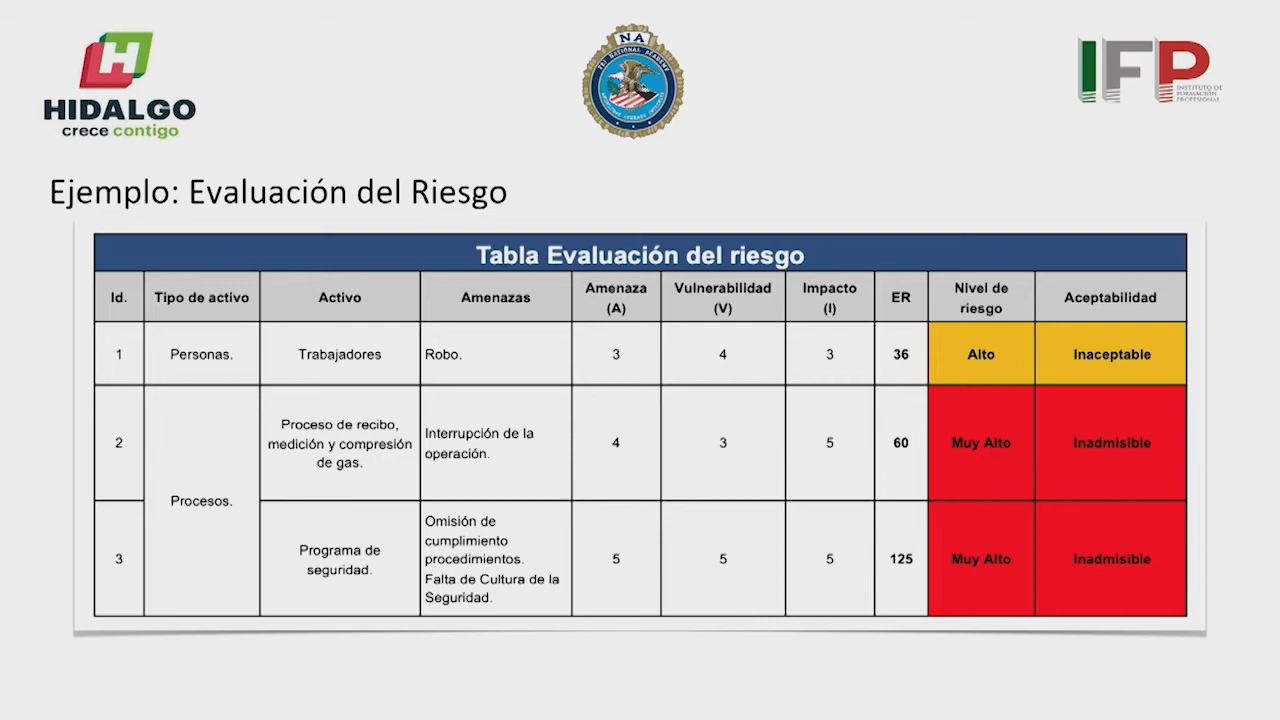 HIDALGO
crece contigo
NA
FBI NATIONAL ACADEMY
IFP
INSTITUTO DE
FORMACIÓN
PROFESIONAL
Ejemplo: Evaluación del Riesgo
Tabla Evaluación del riesgo
Id. Tipo de activo Activo Amenazas Amenaza (A) Vulnerabilidad (V) Impacto (I) ER Nivel de riesgo Aceptabilidad
1 Personas. Trabajadores Robo. 3 4 3 36 Alto Inaceptable
2 Procesos. Proceso de recibo, medición y compresión de gas. Interrupción de la operación. 4 3 5 60 Muy Alto Inadmisible
3 Programa de seguridad. Omisión de cumplimiento procedimientos. Falta de Cultura de la Seguridad. 5 5 5 125 Muy Alto Inadmisible